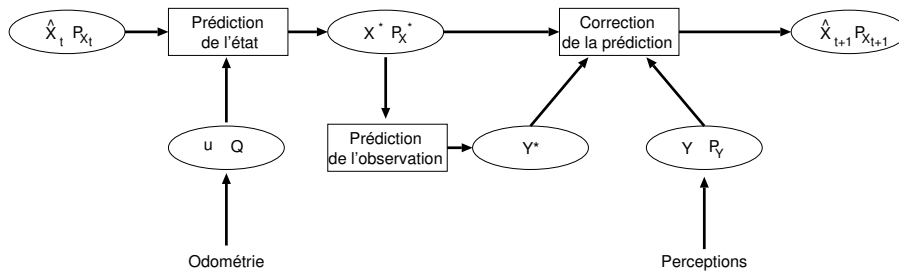 X̂t PXt
Prédiction
de l'état
X* PX*
Correction
de la prédiction
X̂t+1 PXt+1
u Q
Prédiction
de l'observation
Y*
Y PY
Odométrie
Perceptions